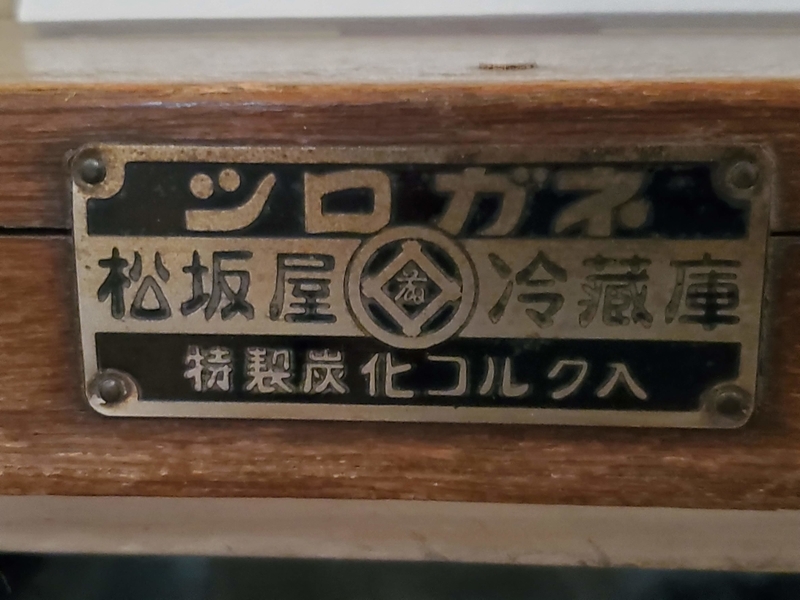 ツロガネ
松坂屋 冷蔵庫
特製炭化コルク入